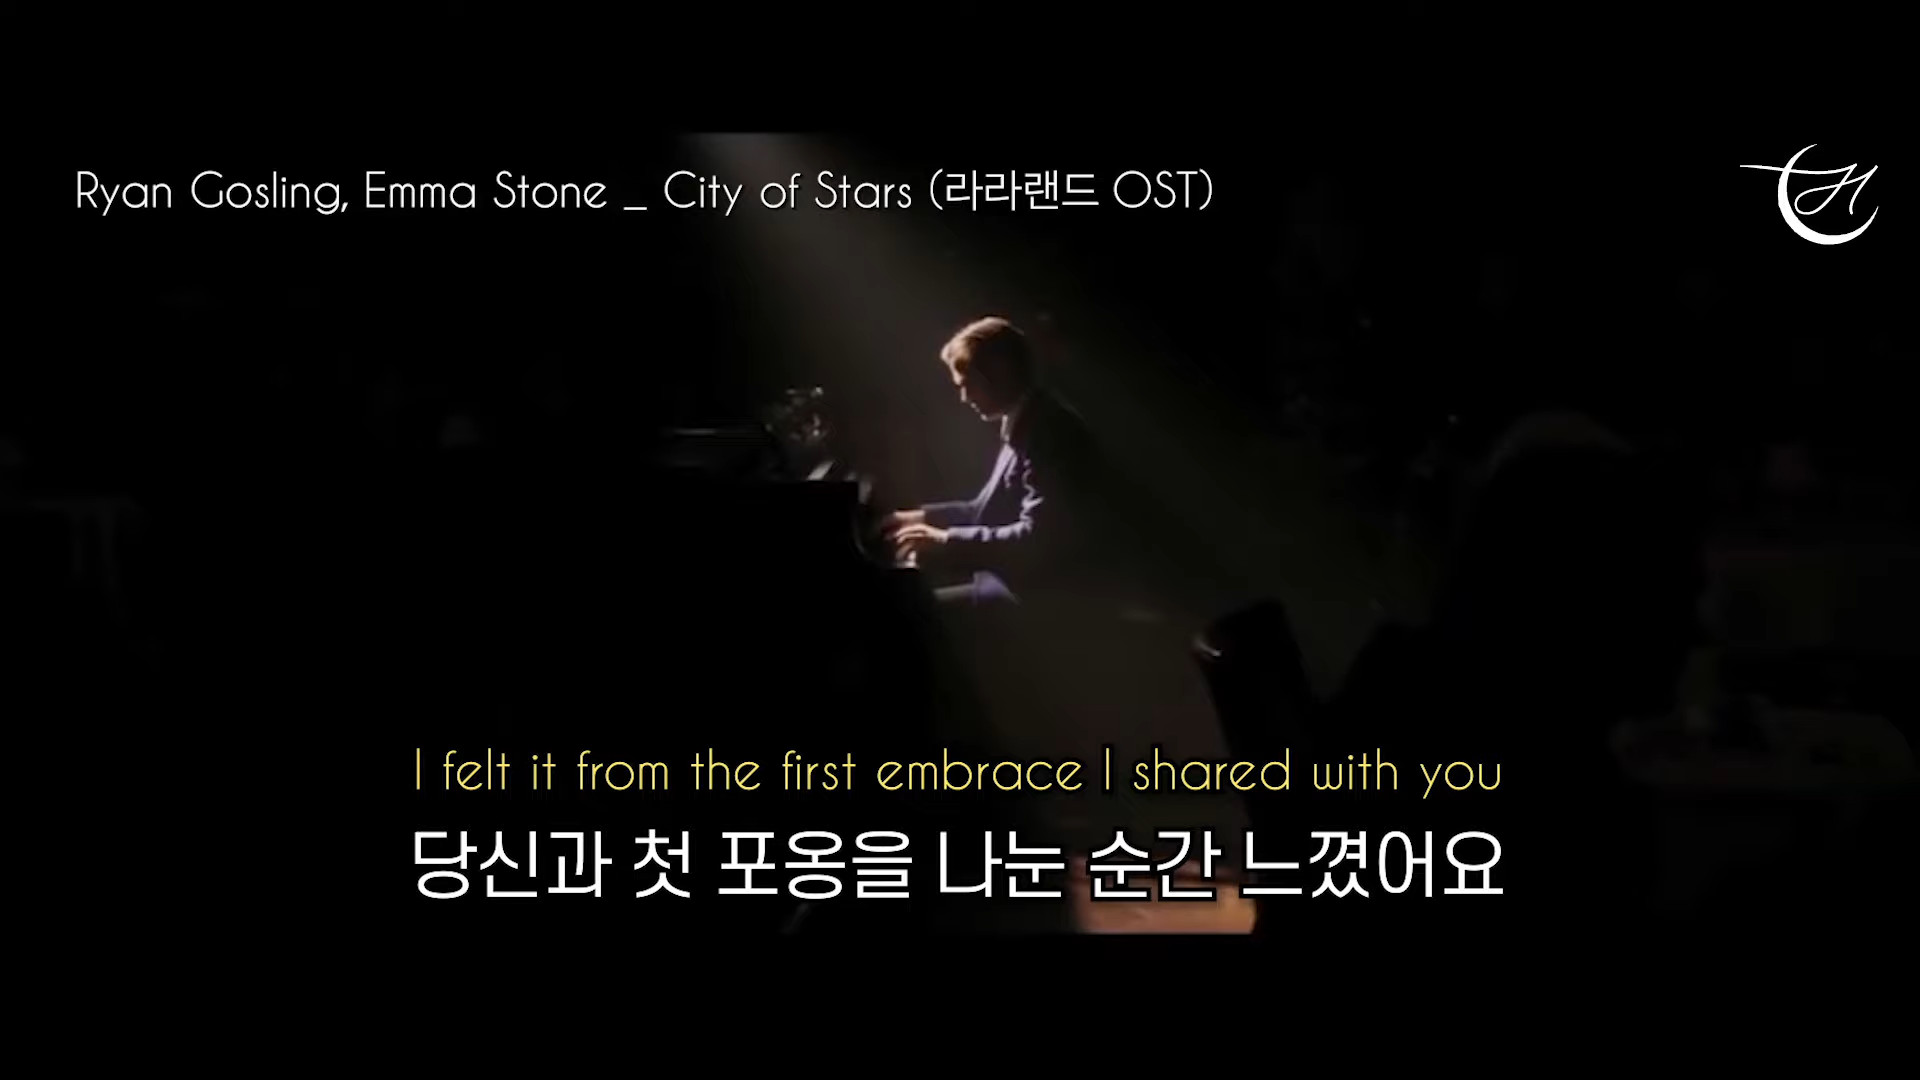 Ryan Gosling, Emma Stone _ City of Stars (라라랜드 OST)
I felt it from the first embrace I shared with you
당신과 첫 포옹을 나눈 순간 느꼈어요